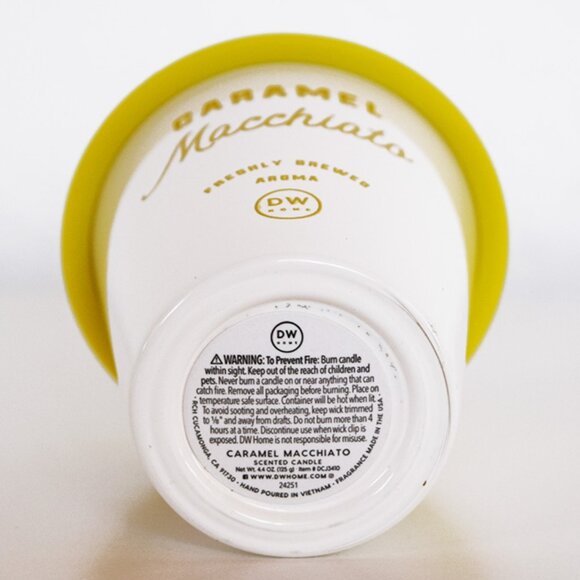 CARAMEL
Macchiato
FRESHLY BREWED
AROMA
DW
HOME
DW
HOME
⚠WARNING: To Prevent Fire: Burn candle
within sight. Keep out of the reach of children and
pets. Never burn a candle on or near anything that can
catch fire. Remove all packaging before burning. Place on
temperature safe surface. Container will be hot when lit.
To avoid sooting and overheating, keep wick trimmed
to ⅛" and away from drafts. Do not burn more than 4
hours at a time. Discontinue use when wick clip is
exposed. DW Home is not responsible for misuse.
CARAMEL MACCHIATO
SCENTED CANDLE
Net Wt. 4.4 OZ. (125 g) Item # DCJ3410
WWW.DWHOME.COM
24251
RCH CUCAMONGA, CA 91730 • HAND POURED IN VIETNAM • FRAGRANCE MADE IN THE USA •